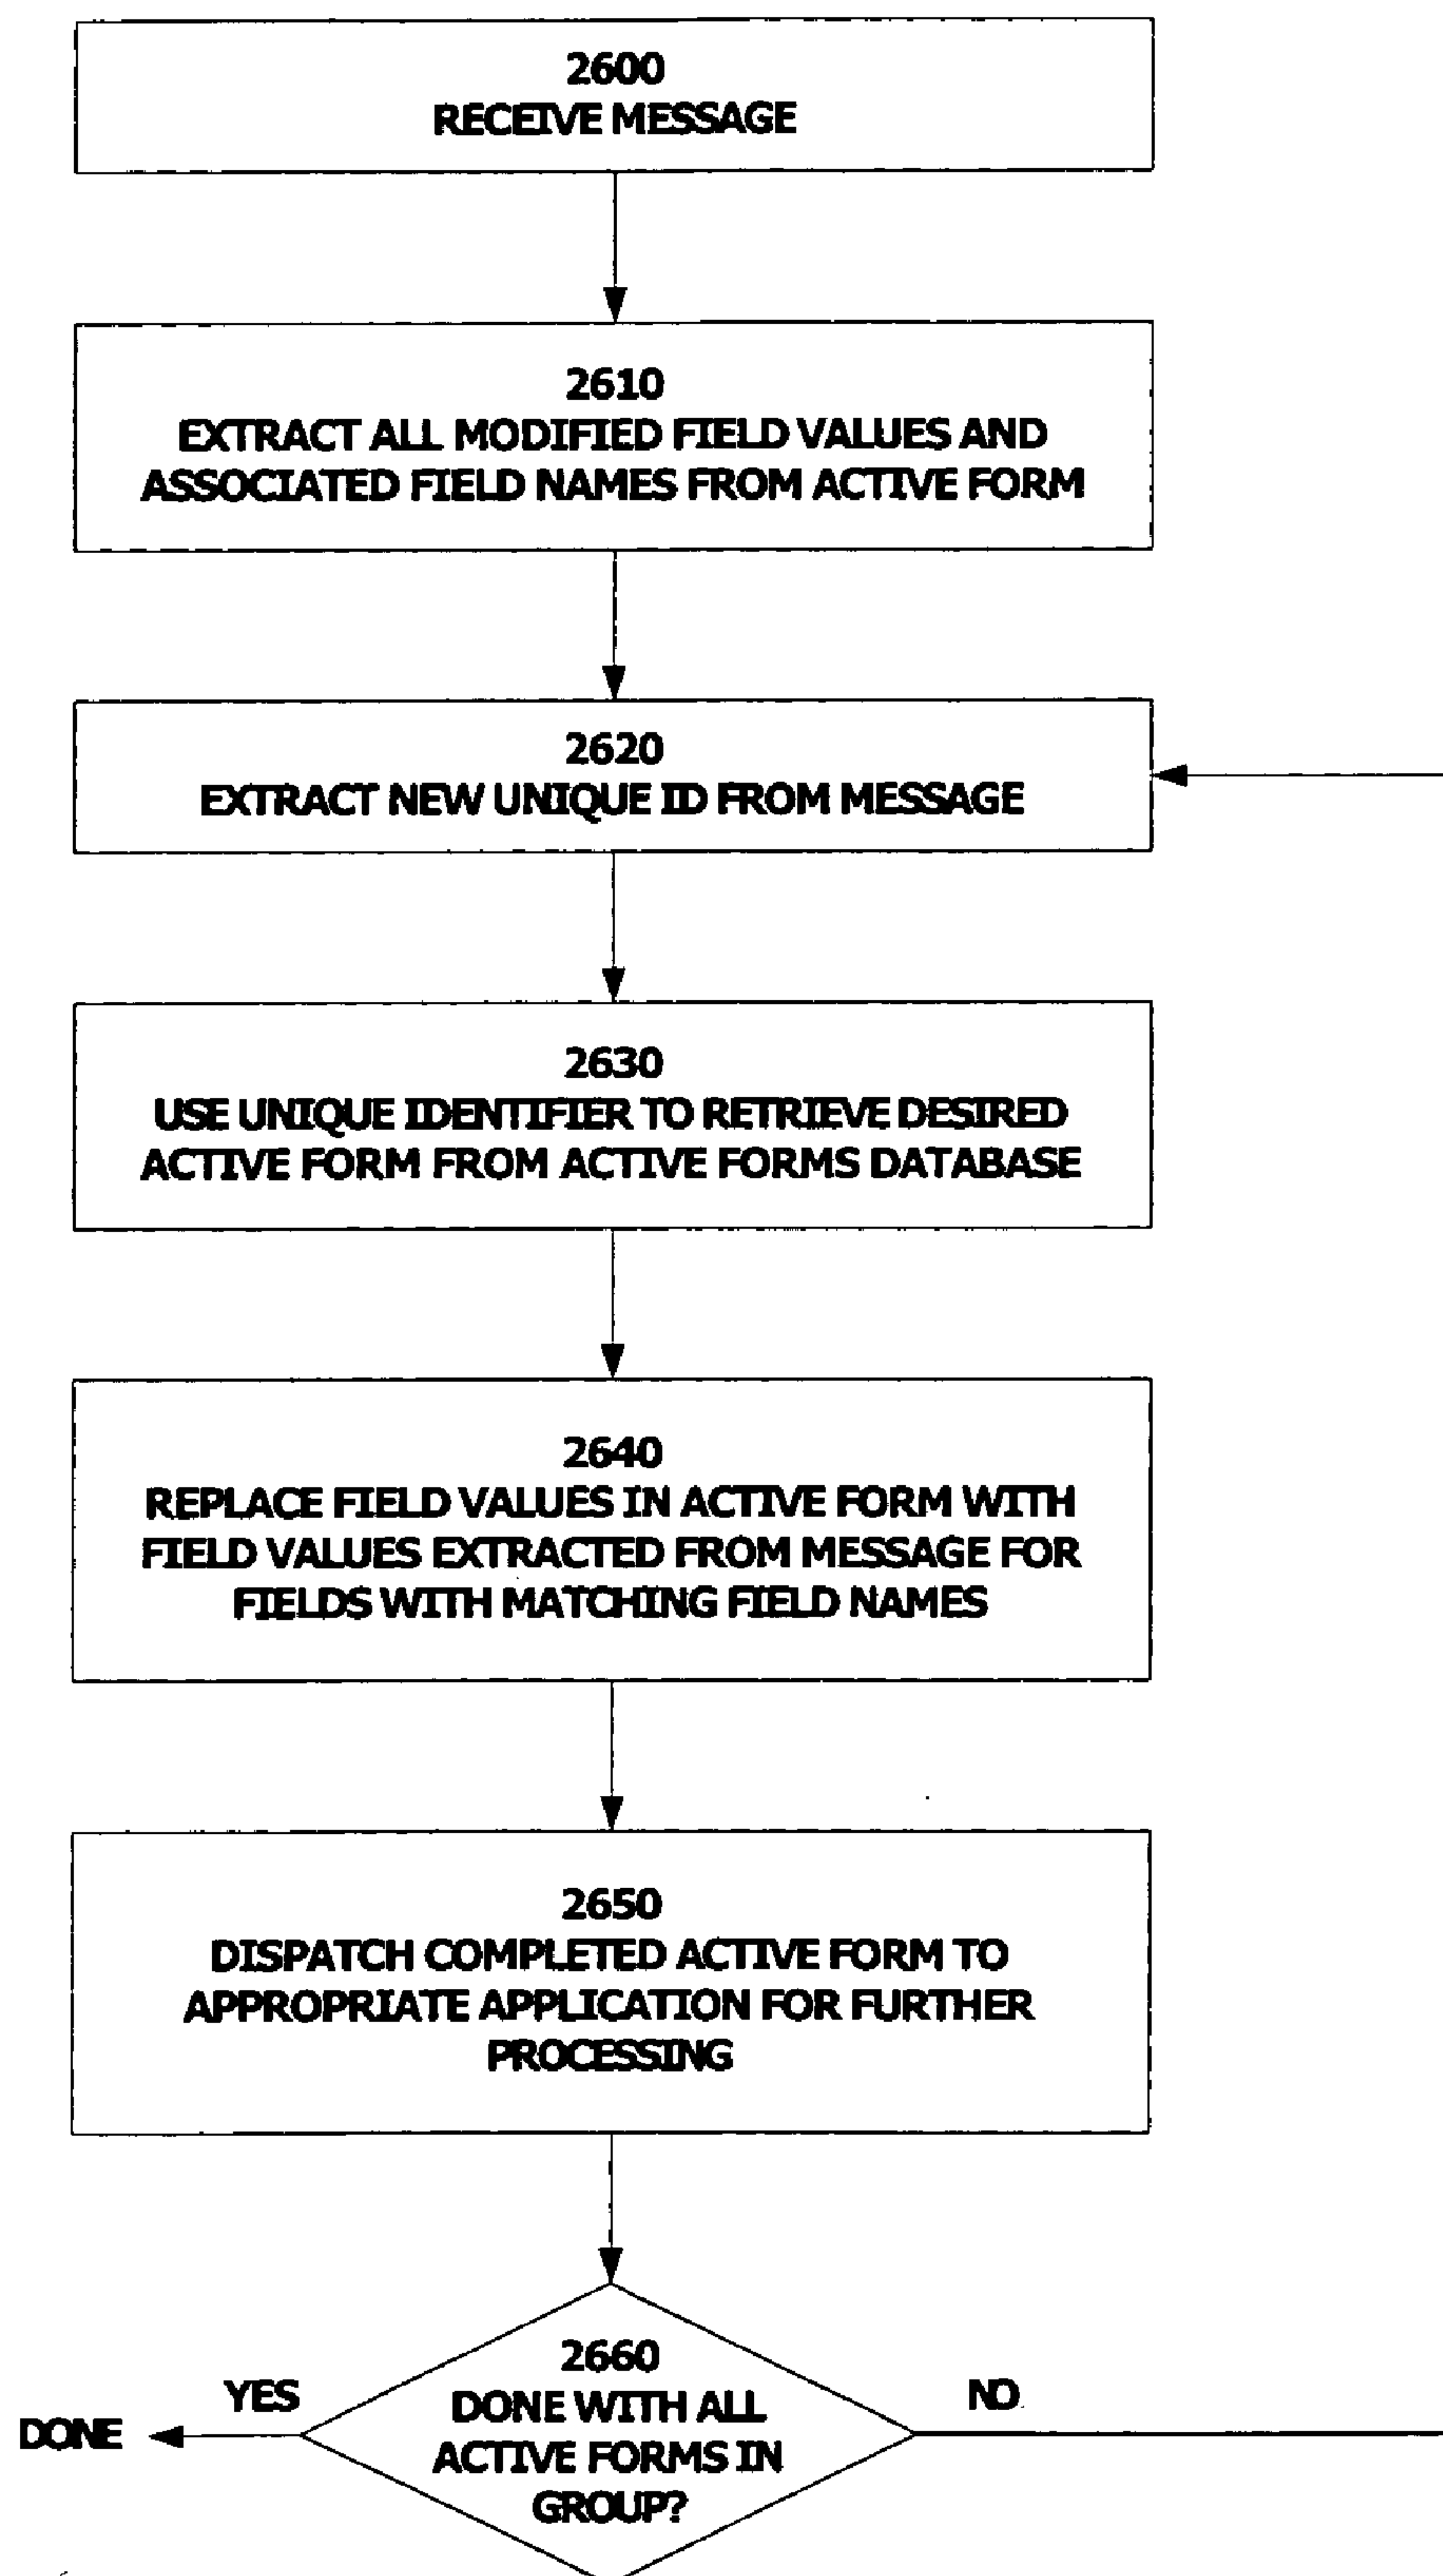 2600
RECEIVE MESSAGE
2610
EXTRACT ALL MODIFIED FIELD VALUES AND
ASSOCIATED FIELD NAMES FROM ACTIVE FORM
2620
EXTRACT NEW UNIQUE ID FROM MESSAGE
2630
USE UNIQUE IDENTIFIER TO RETRIEVE DESIRED
ACTIVE FORM FROM ACTIVE FORMS DATABASE
2640
REPLACE FIELD VALUES IN ACTIVE FORM WITH
FIELD VALUES EXTRACTED FROM MESSAGE FOR
FIELDS WITH MATCHING FIELD NAMES
2650
DISPATCH COMPLETED ACTIVE FORM TO
APPROPRIATE APPLICATION FOR FURTHER
PROCESSING
2660
DONE WITH ALL
ACTIVE FORMS IN
GROUP?
YES
DONE
NO